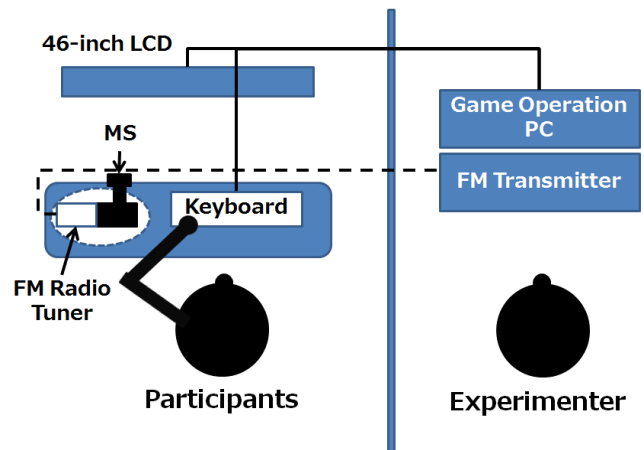 46-inch LCD
MS
Game Operation
PC
FM Transmitter
Keyboard
FM Radio
Tuner
Participants
Experimenter